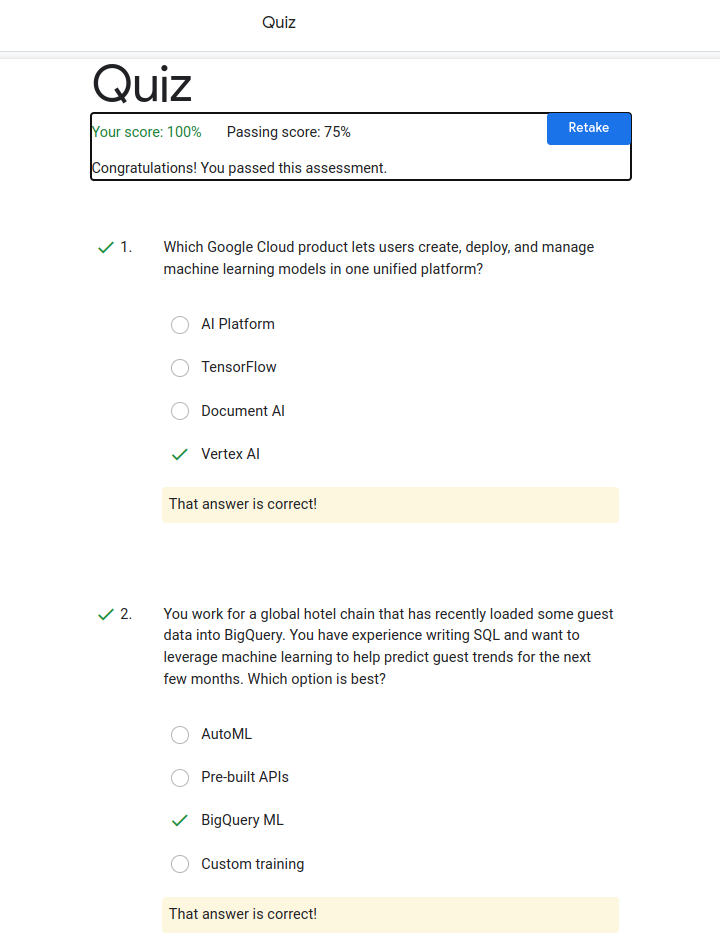 Quiz
Quiz
Your score: 100% Passing score: 75% Retake
Congratulations! You passed this assessment.
1. Which Google Cloud product lets users create, deploy, and manage
machine learning models in one unified platform?
AI Platform
TensorFlow
Document AI
Vertex AI
That answer is correct!
2. You work for a global hotel chain that has recently loaded some guest
data into BigQuery. You have experience writing SQL and want to
leverage machine learning to help predict guest trends for the next
few months. Which option is best?
AutoML
Pre-built APIs
BigQuery ML
Custom training
That answer is correct!